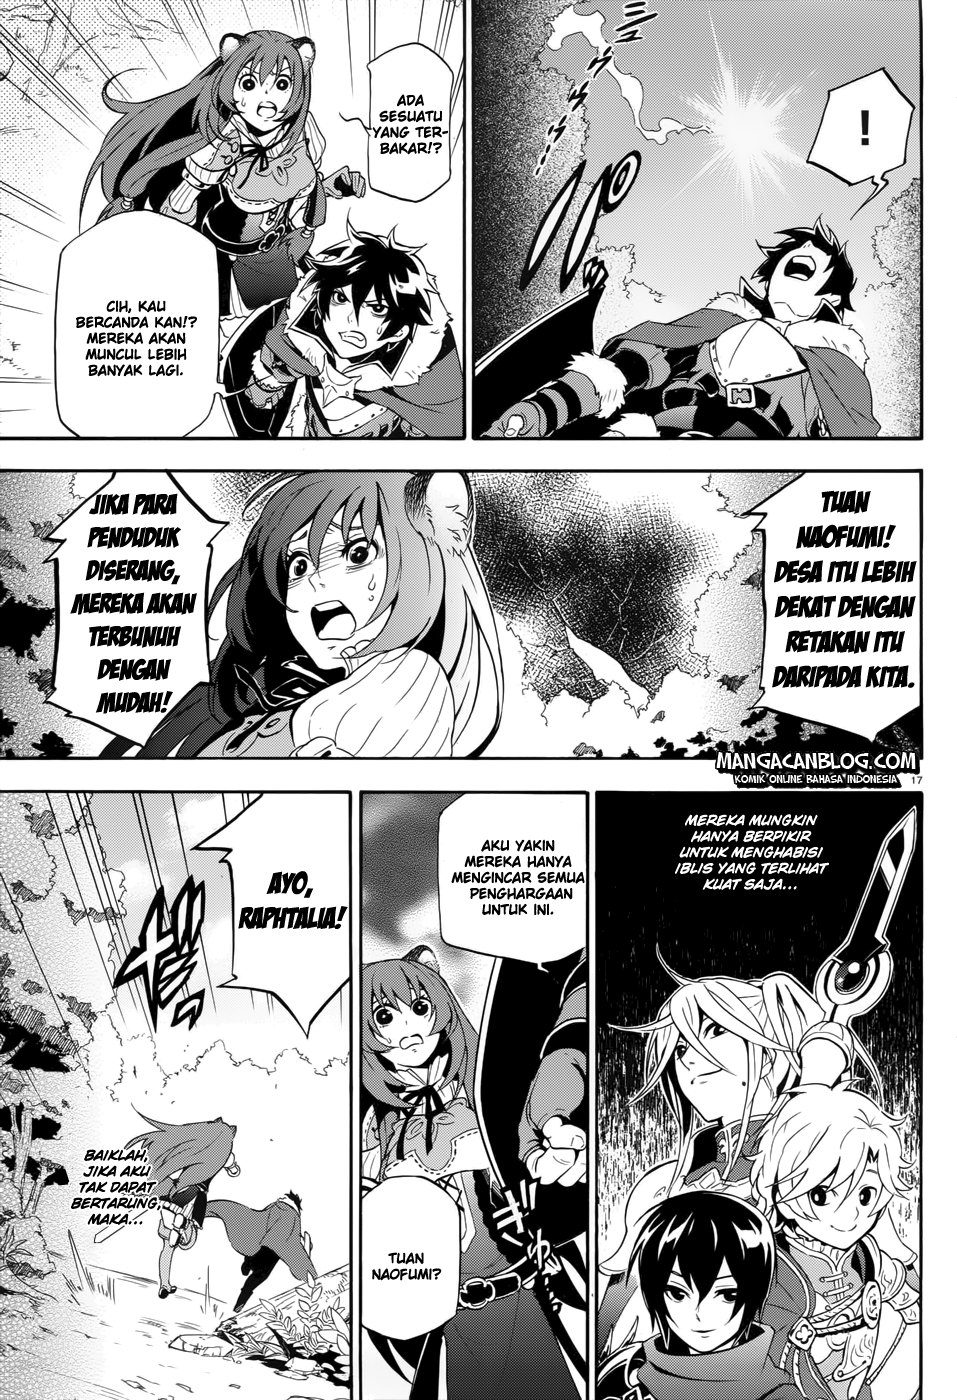 !
ADA
SESUATU
YANG TER-
BAKAR!?
CIH, KAU
BERCANDA KAN!?
MEREKA AKAN
MUNCUL LEBIH
BANYAK LAGI.
TUAN
NAOFUMI!
DESA ITU LEBIH
DEKAT DENGAN
RETAKAN ITU
DARIPADA KITA.
JIKA PARA
PENDUDUK
DISERANG,
MEREKA AKAN
TERBUNUH
DENGAN
MUDAH!
MANGACANBLOG.COM
KOMIK ONLINE BAHASA INDONESIA
17
MEREKA MUNGKIN
HANYA BERPIKIR
UNTUK MENGHABISI
IBLIS YANG TERLIHAT
KUAT SAJA...
AKU YAKIN
MEREKA HANYA
MENGINCAR SEMUA
PENGHARGAAN
UNTUK INI.
TUAN
NAOFUMI?
AYO,
RAPHTALIA!
BAIKLAH,
JIKA AKU
TAK DAPAT
BERTARUNG,
MAKA...